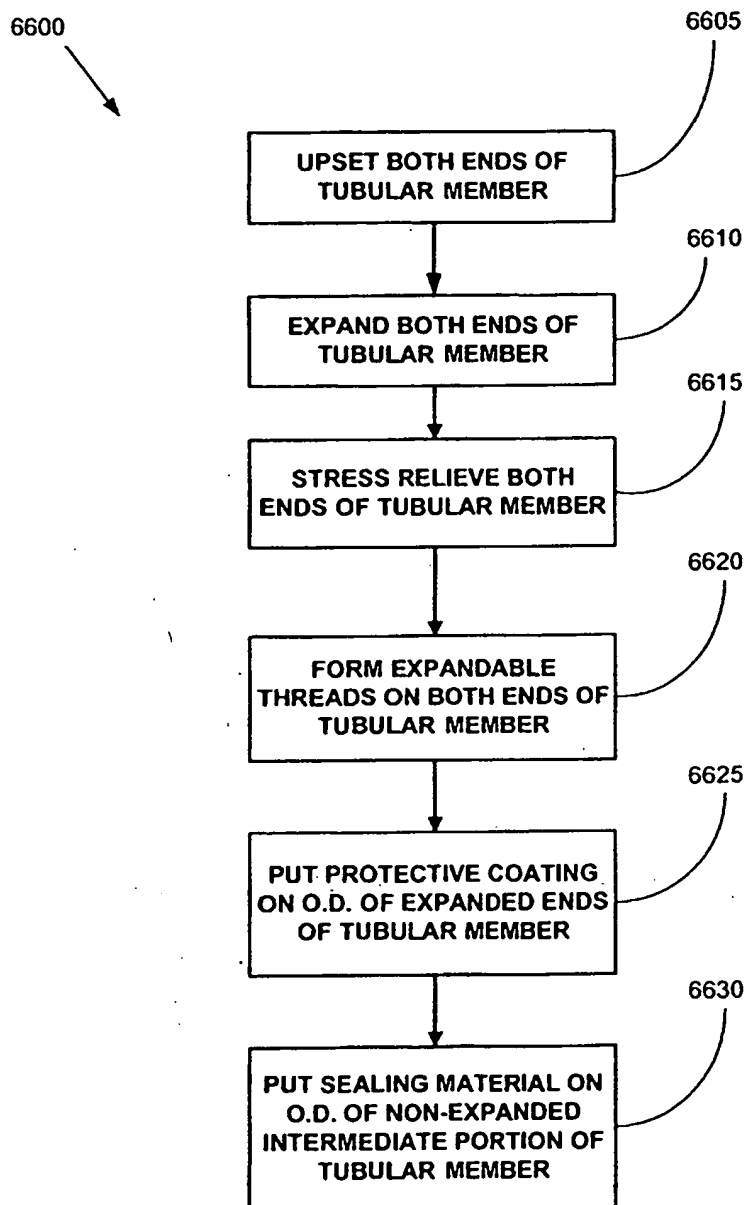 6600
6605
UPSET BOTH ENDS OF
TUBULAR MEMBER
6610
EXPAND BOTH ENDS OF
TUBULAR MEMBER
6615
STRESS RELIEVE BOTH
ENDS OF TUBULAR MEMBER
6620
FORM EXPANDABLE
THREADS ON BOTH ENDS OF
TUBULAR MEMBER
6625
PUT PROTECTIVE COATING
ON O.D. OF EXPANDED ENDS
OF TUBULAR MEMBER
6630
PUT SEALING MATERIAL ON
O.D. OF NON-EXPANDED
INTERMEDIATE PORTION OF
TUBULAR MEMBER